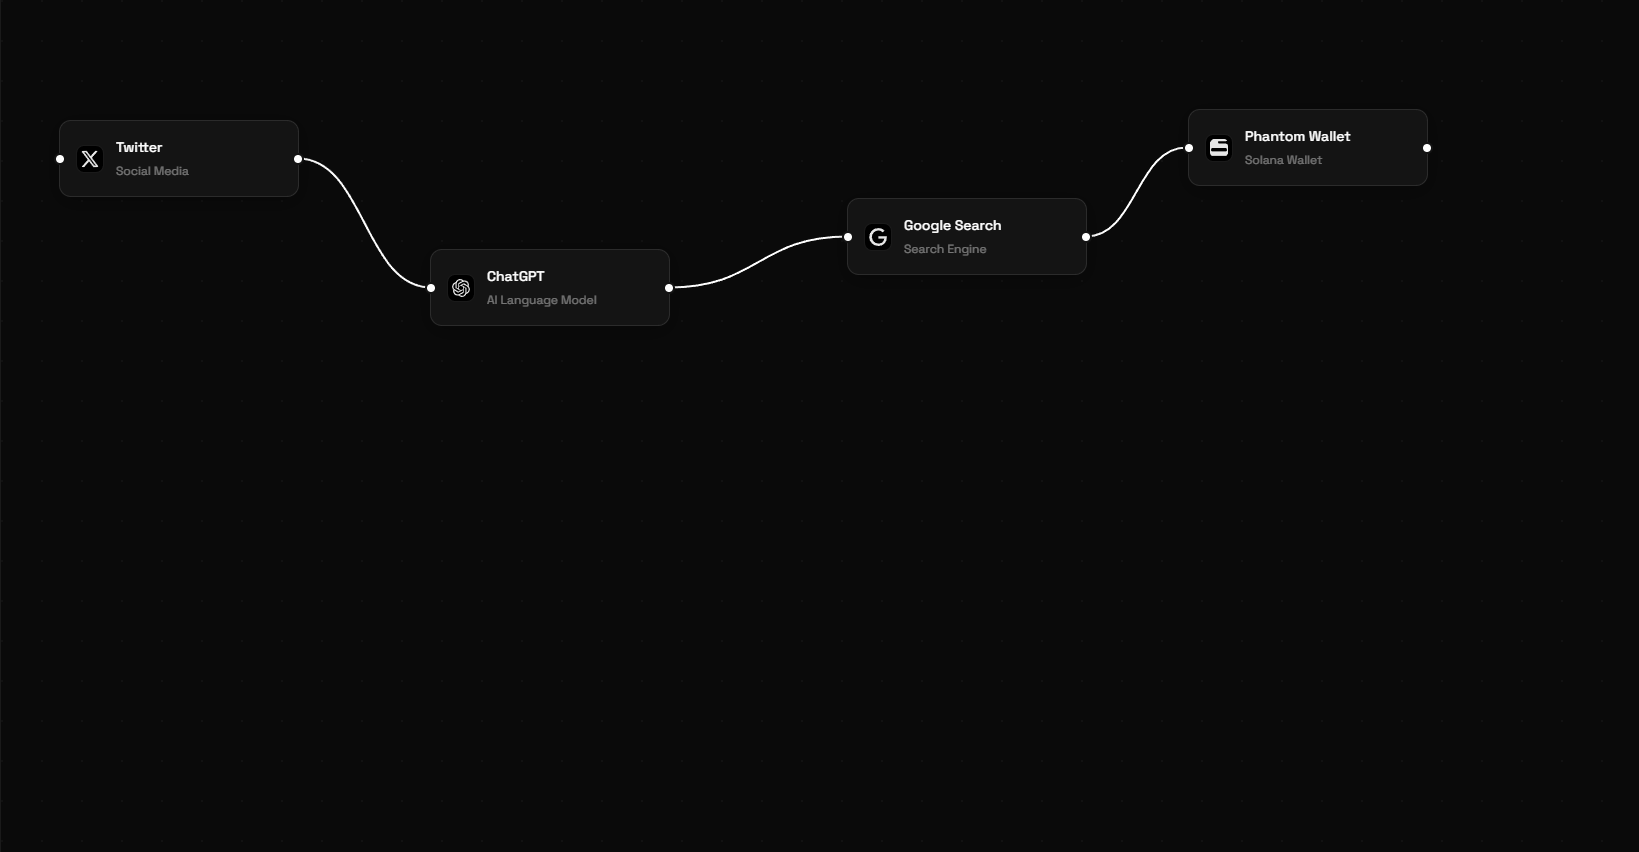 Twitter
Social Media
ChatGPT
AI Language Model
Google Search
Search Engine
Phantom Wallet
Solana Wallet